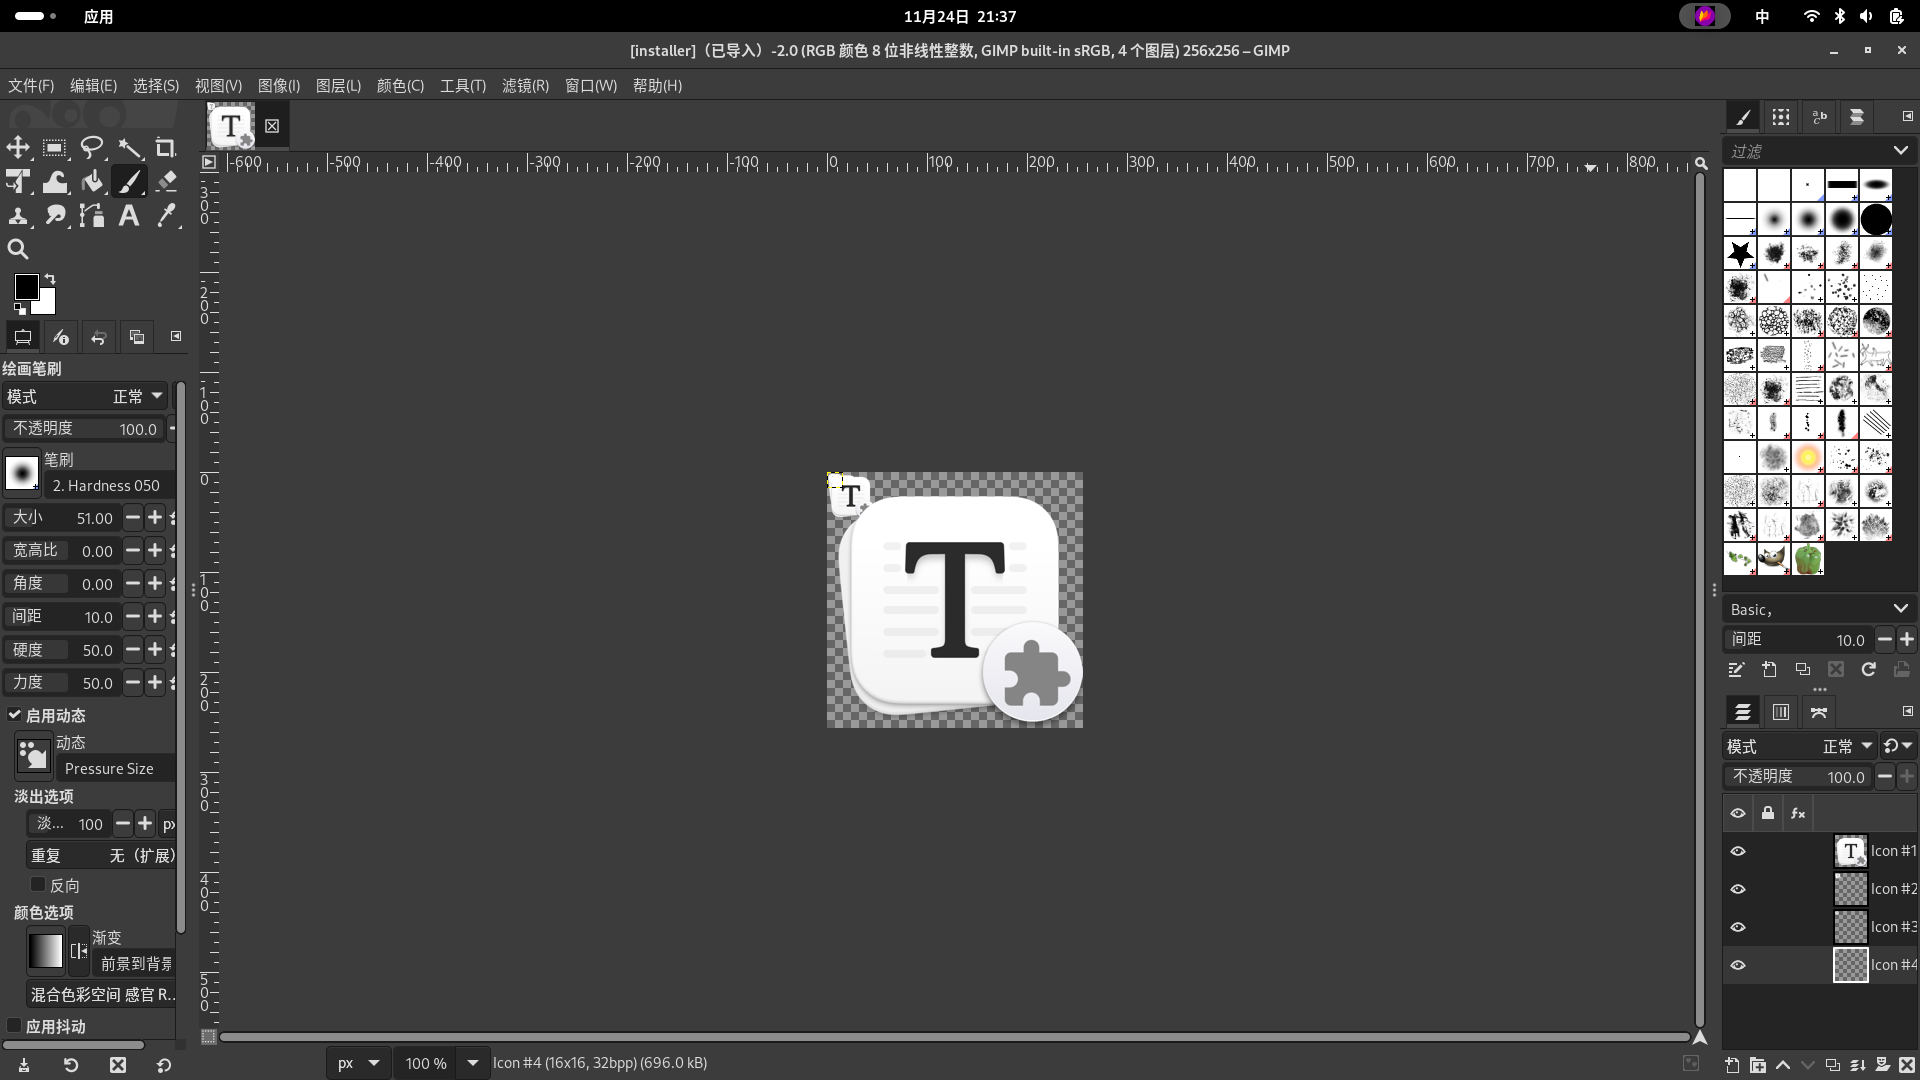 应用
11月24日 21:37
中
[installer]（已导入）-2.0 (RGB 颜色 8 位非线性整数, GIMP built-in sRGB, 4 个图层) 256x256 – GIMP
文件(F) 编辑(E) 选择(S) 视图(V) 图像(I) 图层(L) 颜色(C) 工具(T) 滤镜(R) 窗口(W) 帮助(H)
T
-600 -500 -400 -300 -200 -100 0 100 200 300 400 500 600 700 800
300
200
-100
0
100
200
300
400
500
T
T
绘画笔刷
模式 正常
不透明度 100.0
笔刷
2. Hardness 050
大小 51.00
宽高比 0.00
角度 0.00
间距 10.0
硬度 50.0
力度 50.0
启用动态
动态
Pressure Size
淡出选项
淡... 100 px
重复 无（扩展）
反向
颜色选项
渐变
前景到背景
混合色彩空间 感官 R...
应用抖动
px 100 % Icon #4 (16x16, 32bpp) (696.0 kB)
过滤
Basic,
间距 10.0
模式 正常
不透明度 100.0
fx
Icon #1
Icon #2
Icon #3
Icon #4